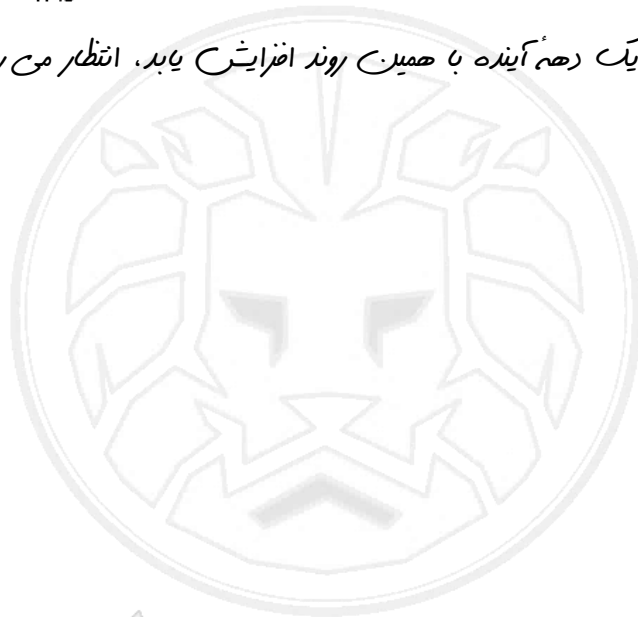 یک دههٔ آینده با همین روند افزایش یابد، انتظار می